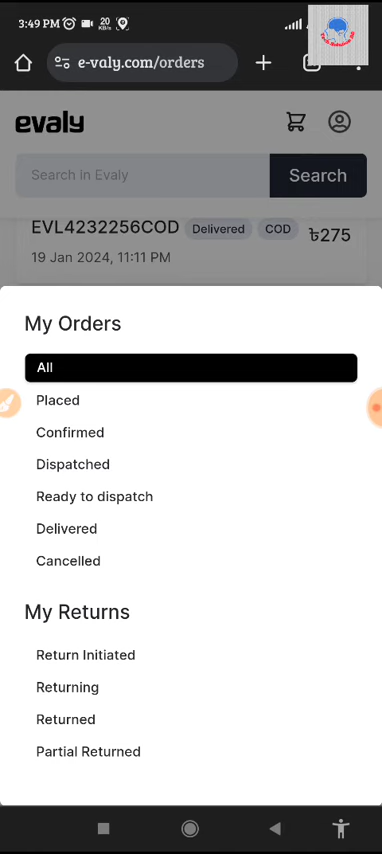 3:49 PM 20 KB/s
e-valy.com/orders
evaly
Search in Evaly Search
EVL4232256COD Delivered COD ৳275
19 Jan 2024, 11:11 PM
My Orders
All
Placed
Confirmed
Dispatched
Ready to dispatch
Delivered
Cancelled
My Returns
Return Initiated
Returning
Returned
Partial Returned